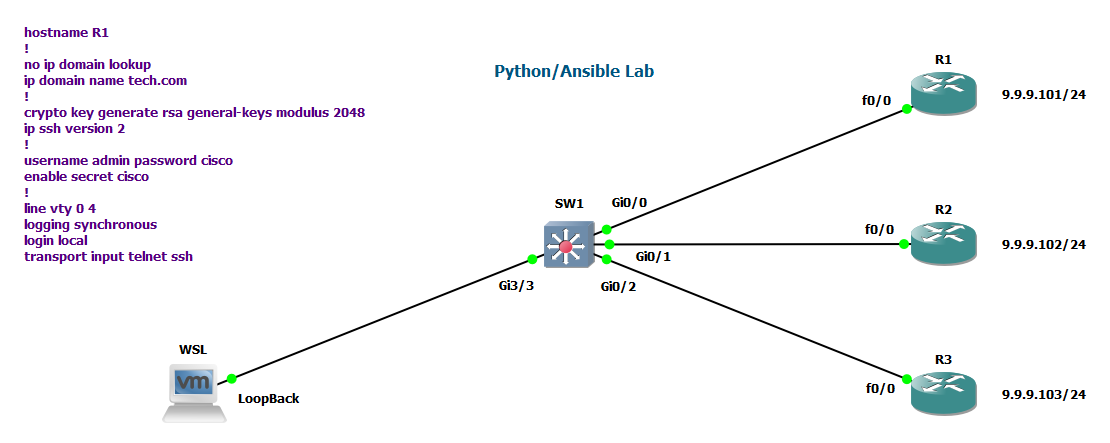 hostname R1
!
no ip domain lookup
ip domain name tech.com
!
crypto key generate rsa general-keys modulus 2048
ip ssh version 2
!
username admin password cisco
enable secret cisco
!
line vty 0 4
logging synchronous
login local
transport input telnet ssh
Python/Ansible Lab
R1
f0/0
9.9.9.101/24
SW1
Gi0/0
R2
f0/0
9.9.9.102/24
Gi0/1
Gi3/3
Gi0/2
WSL
vm
LoopBack
R3
f0/0
9.9.9.103/24